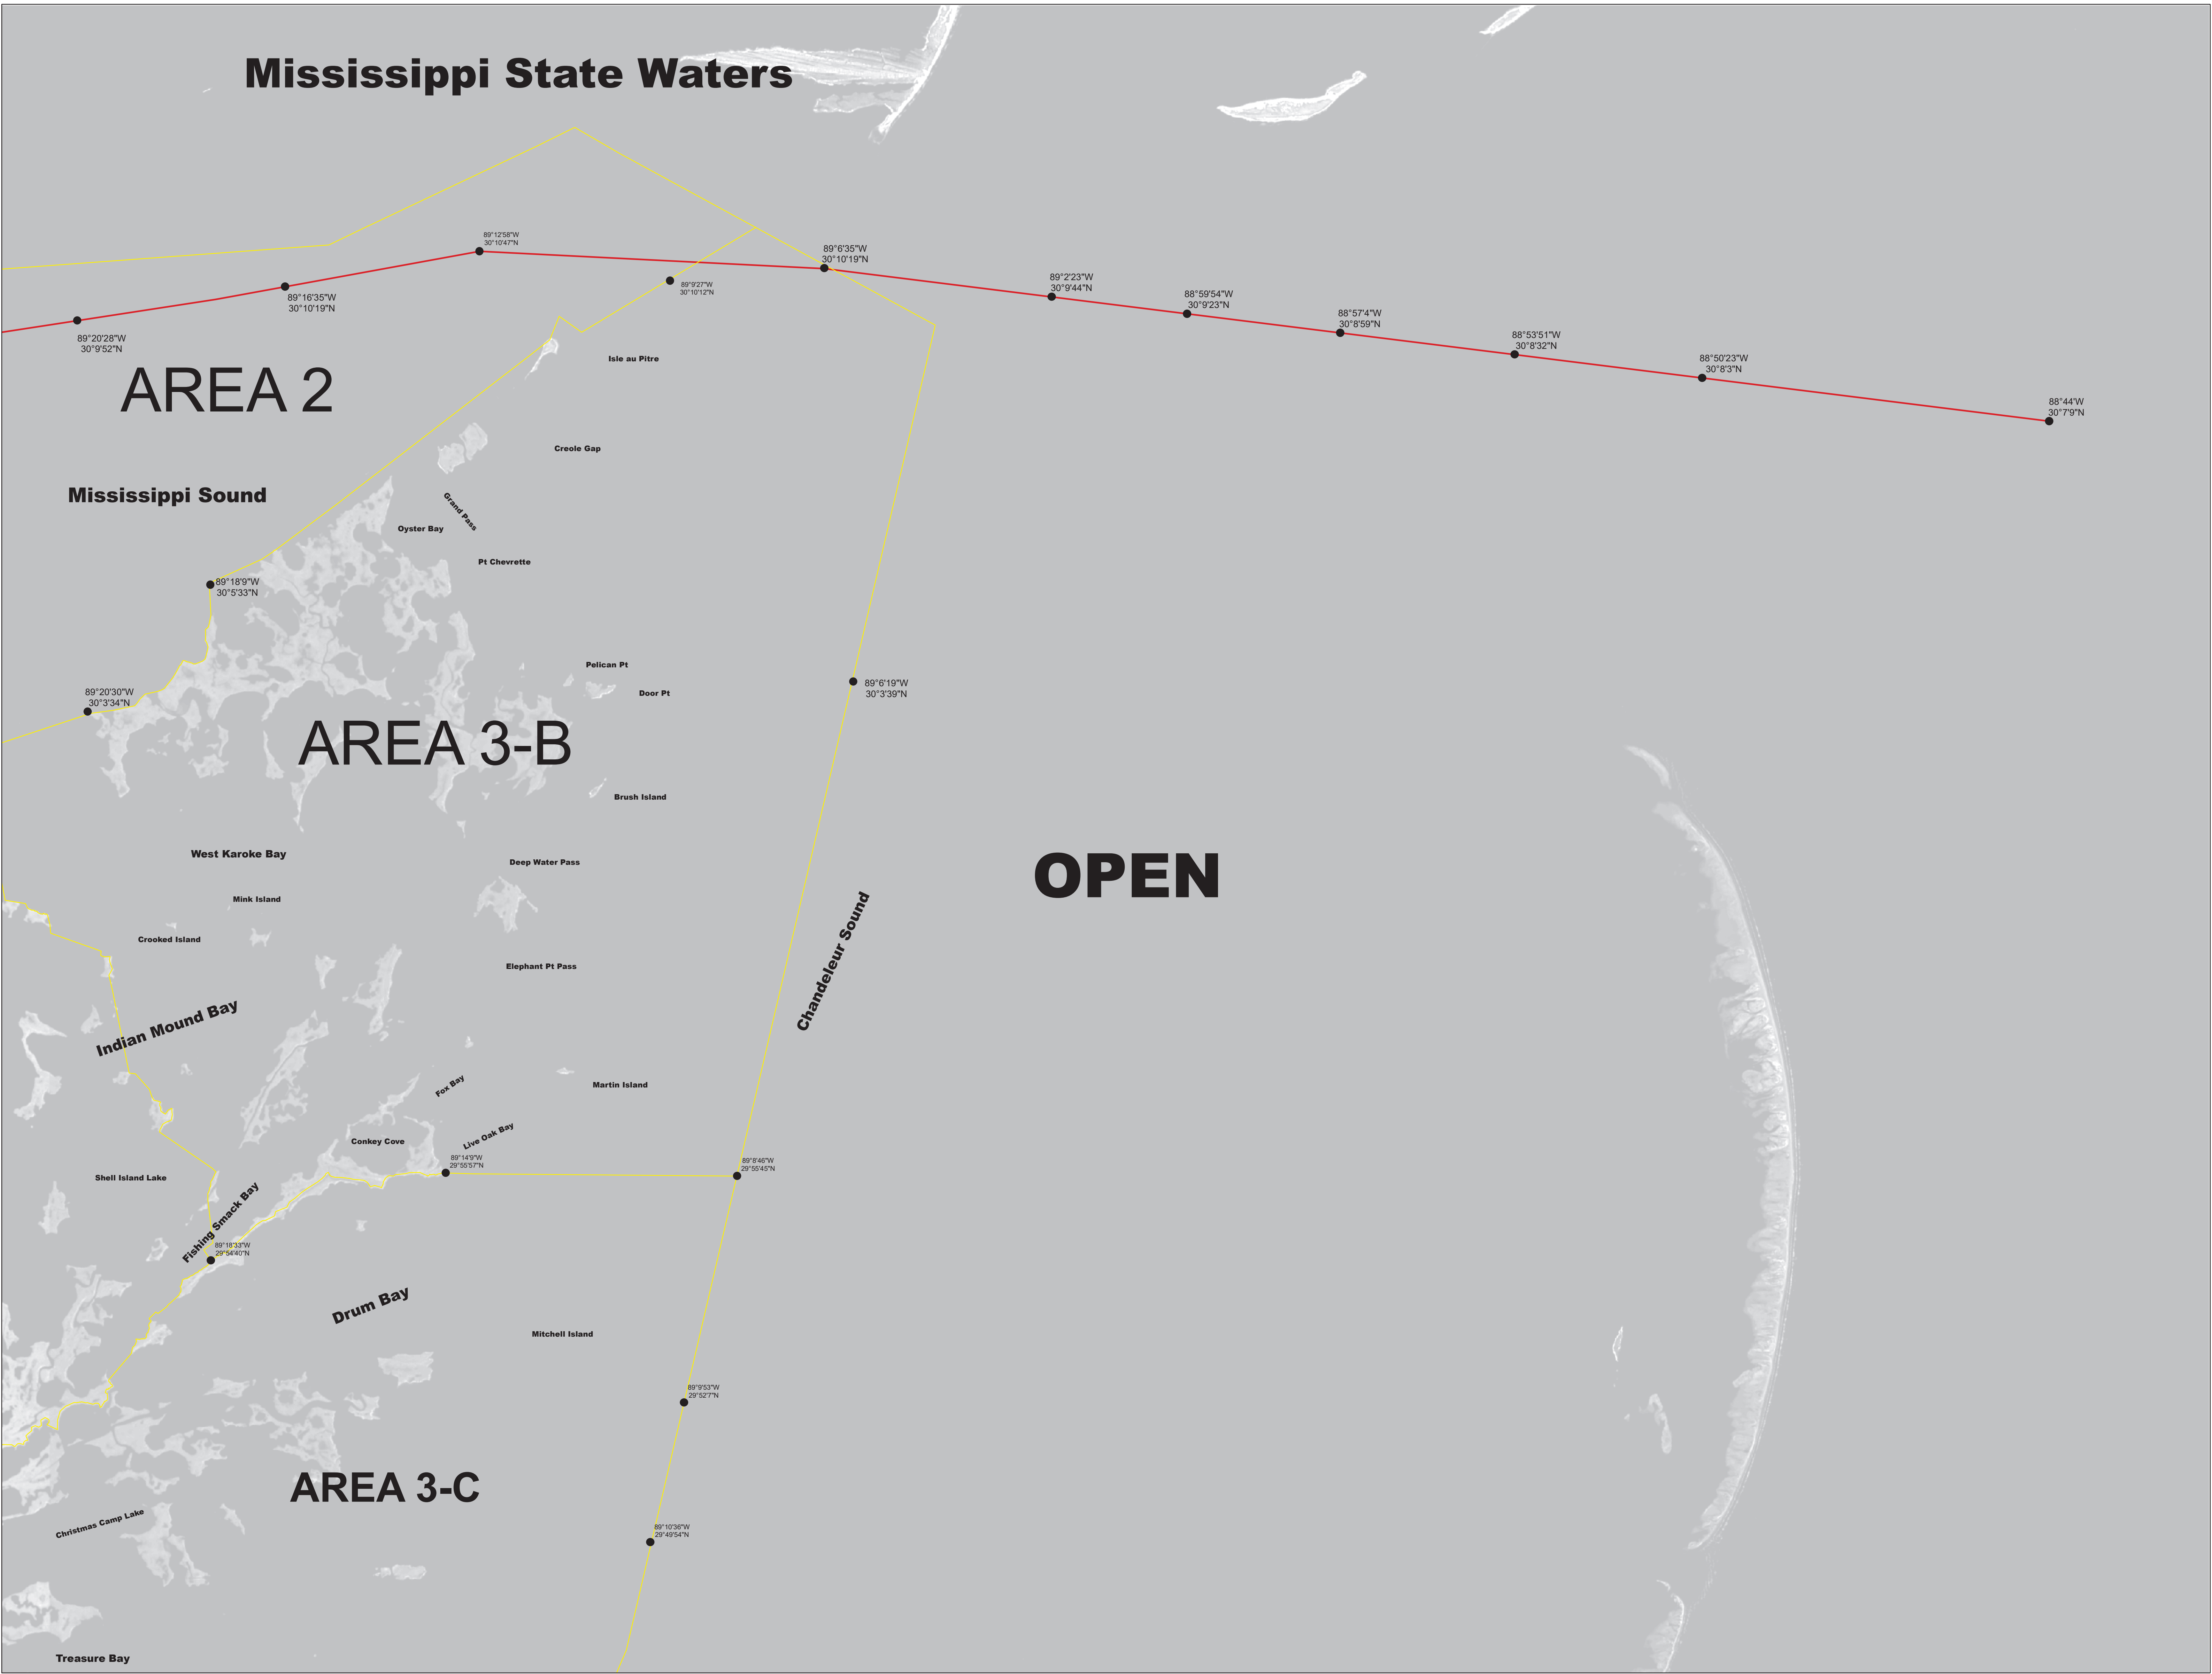 Mississippi State Waters
89°12'58"W
30°10'47"N
89°6'35"W
30°10'19"N
89°2'23"W
30°9'44"N
89°9'27"W
30°10'12"N
89°16'35"W
30°10'19"N
88°59'54"W
30°9'23"N
88°57'4"W
30°8'59"N
89°20'28"W
30°9'52"N
88°53'51"W
30°8'32"N
88°50'23"W
30°8'3"N
Isle au Pitre
AREA 2
88°44'W
30°7'9"N
Creole Gap
Mississippi Sound
Grand Pass
Oyster Bay
Pt Chevrette
89°18'9"W
30°5'33"N
Pelican Pt
Door Pt
89°6'19"W
30°3'39"N
89°20'30"W
30°3'34"N
AREA 3-B
Brush Island
West Karoke Bay
Deep Water Pass
OPEN
Mink Island
Crooked Island
Chandeleur Sound
Elephant Pt Pass
Indian Mound Bay
Fox Bay
Martin Island
Live Oak Bay
Conkey Cove
89°14'9"W
29°55'57"N
89°8'46"W
29°55'45"N
Shell Island Lake
Fishing Smack Bay
89°18'33"W
29°54'40"N
Drum Bay
Mitchell Island
89°9'53"W
29°52'7"N
AREA 3-C
Christmas Camp Lake
89°10'36"W
29°49'54"N
Treasure Bay